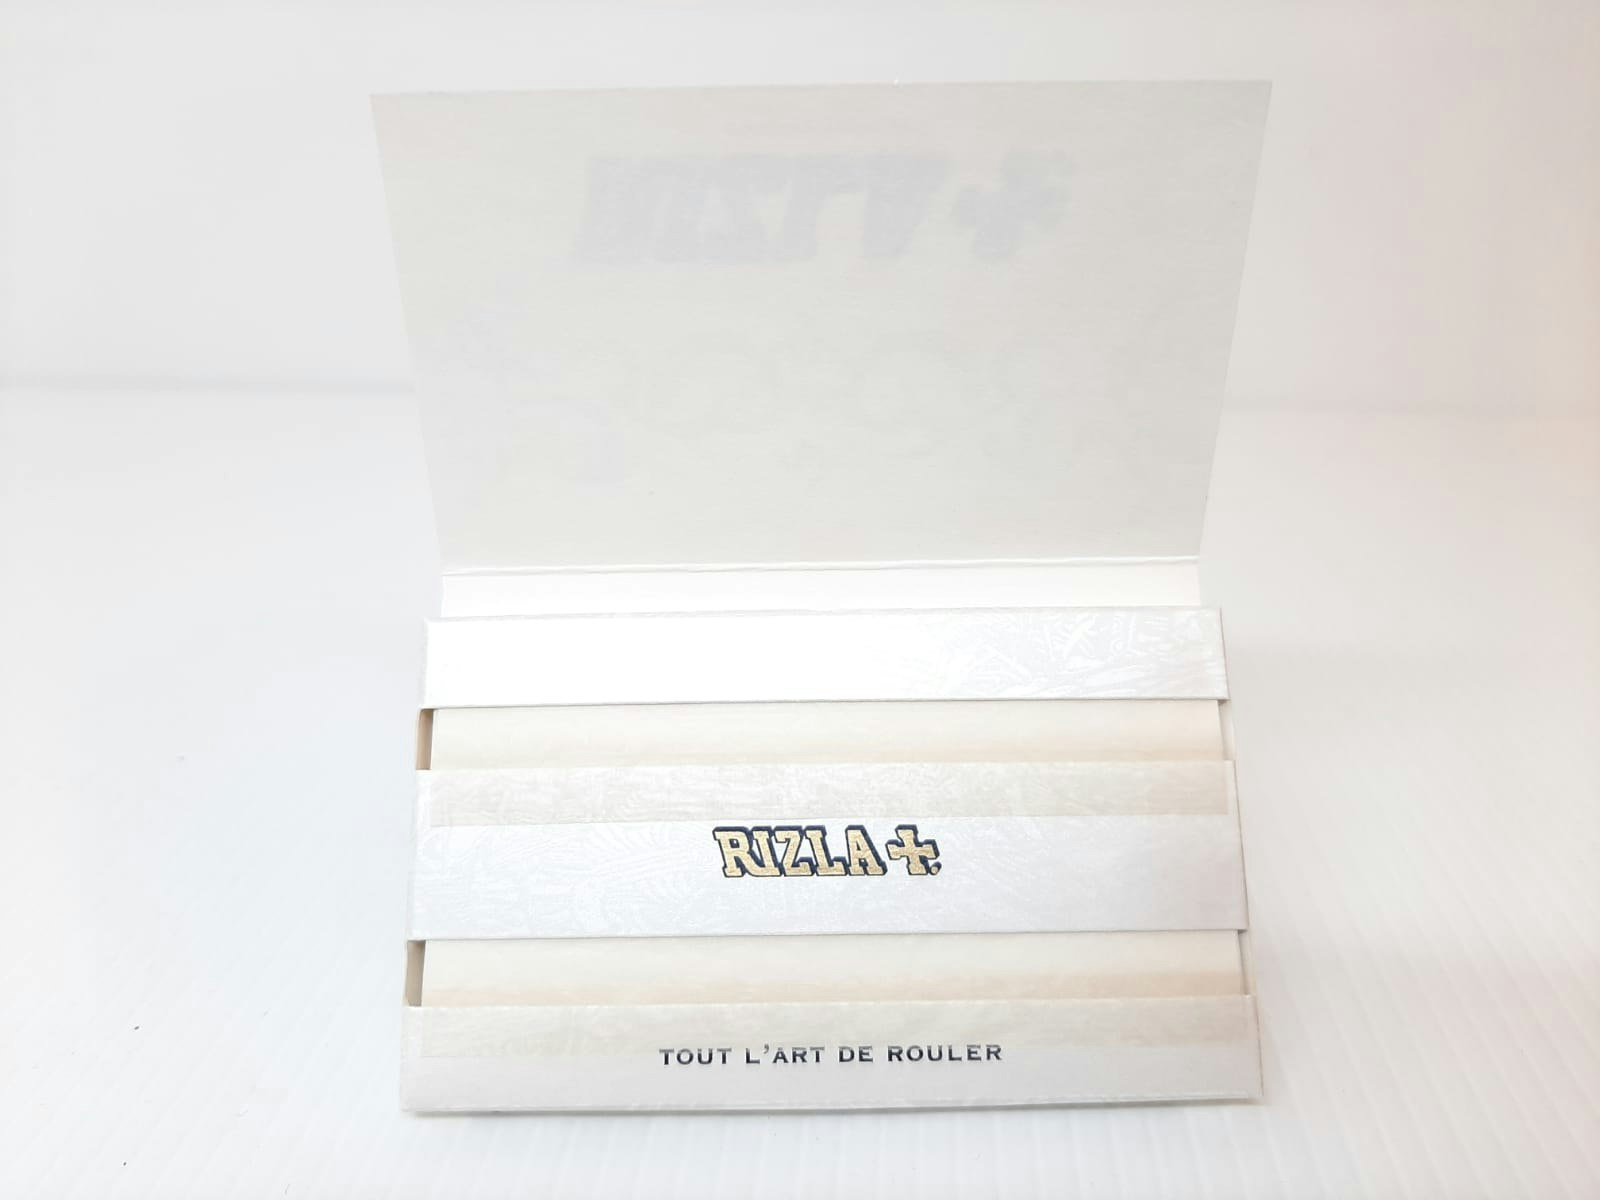 RIZLA+.
TOUT L'ART DE ROULER